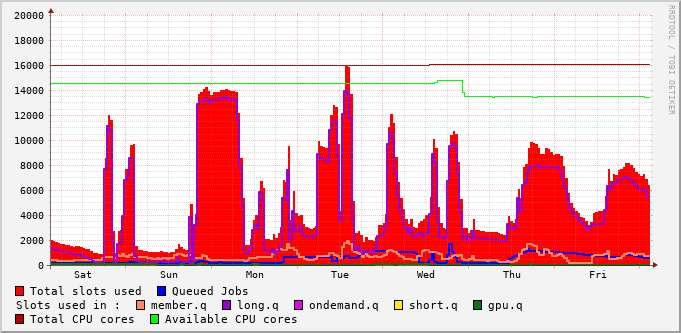 20000
18000
16000
14000
12000
10000
8000
6000
4000
2000
0
Sat Sun Mon Tue Wed Thu Fri
RRDTOOL / TOBI OETIKER
Total slots used Queued Jobs
Slots used in : member.q long.q ondemand.q short.q gpu.q
Total CPU cores Available CPU cores